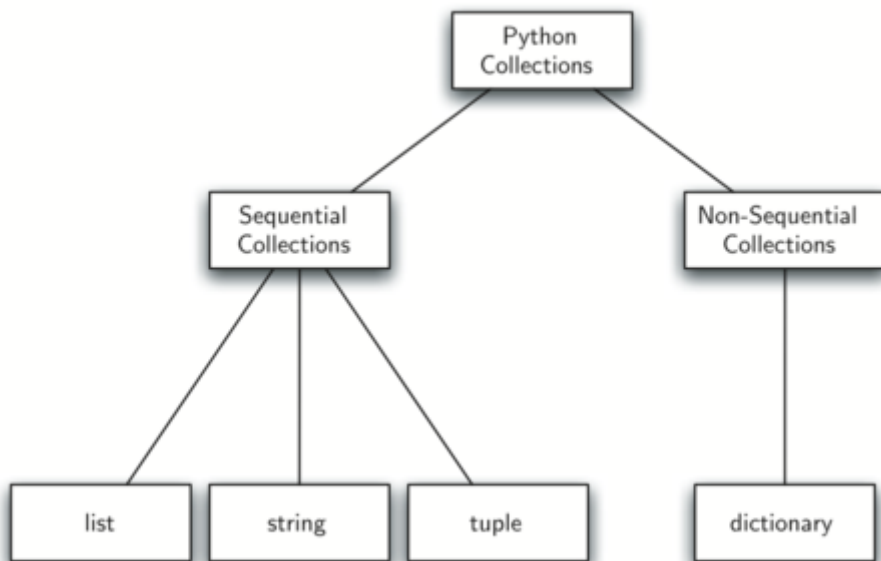 Python
Collections
Sequential
Collections
Non-Sequential
Collections
list
string
tuple
dictionary